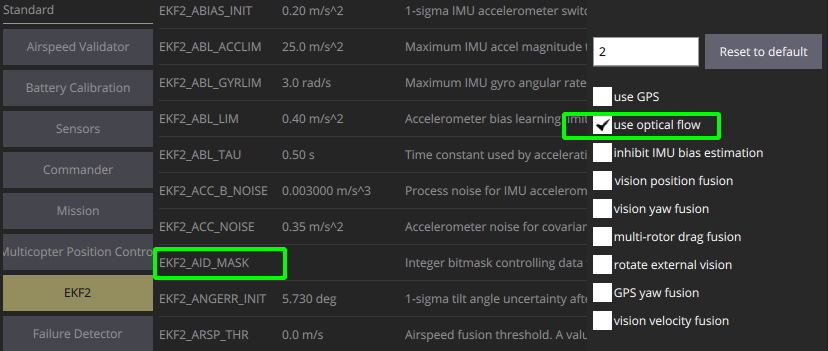 Standard
Airspeed Validator
Battery Calibration
Sensors
Commander
Mission
Multicopter Position Contro
EKF2
Failure Detector
EKF2_ABIAS_INIT 0.20 m/s^2 1-sigma IMU accelerometer switc
EKF2_ABL_ACCLIM 25.0 m/s^2 Maximum IMU accel magnitude t
EKF2_ABL_GYRLIM 3.0 rad/s Maximum IMU gyro angular rate
EKF2_ABL_LIM 0.40 m/s^2 Accelerometer bias learning limit
EKF2_ABL_TAU 0.50 s Time constant used by accelerati
EKF2_ACC_B_NOISE 0.003000 m/s^3 Process noise for IMU accelerom
EKF2_ACC_NOISE 0.35 m/s^2 Accelerometer noise for covarian
EKF2_AID_MASK Integer bitmask controlling data
EKF2_ANGERR_INIT 5.730 deg 1-sigma tilt angle uncertainty afte
EKF2_ARSP_THR 0.0 m/s Airspeed fusion threshold. A valu
2 Reset to default
use GPS
use optical flow
inhibit IMU bias estimation
vision position fusion
vision yaw fusion
multi-rotor drag fusion
rotate external vision
GPS yaw fusion
vision velocity fusion